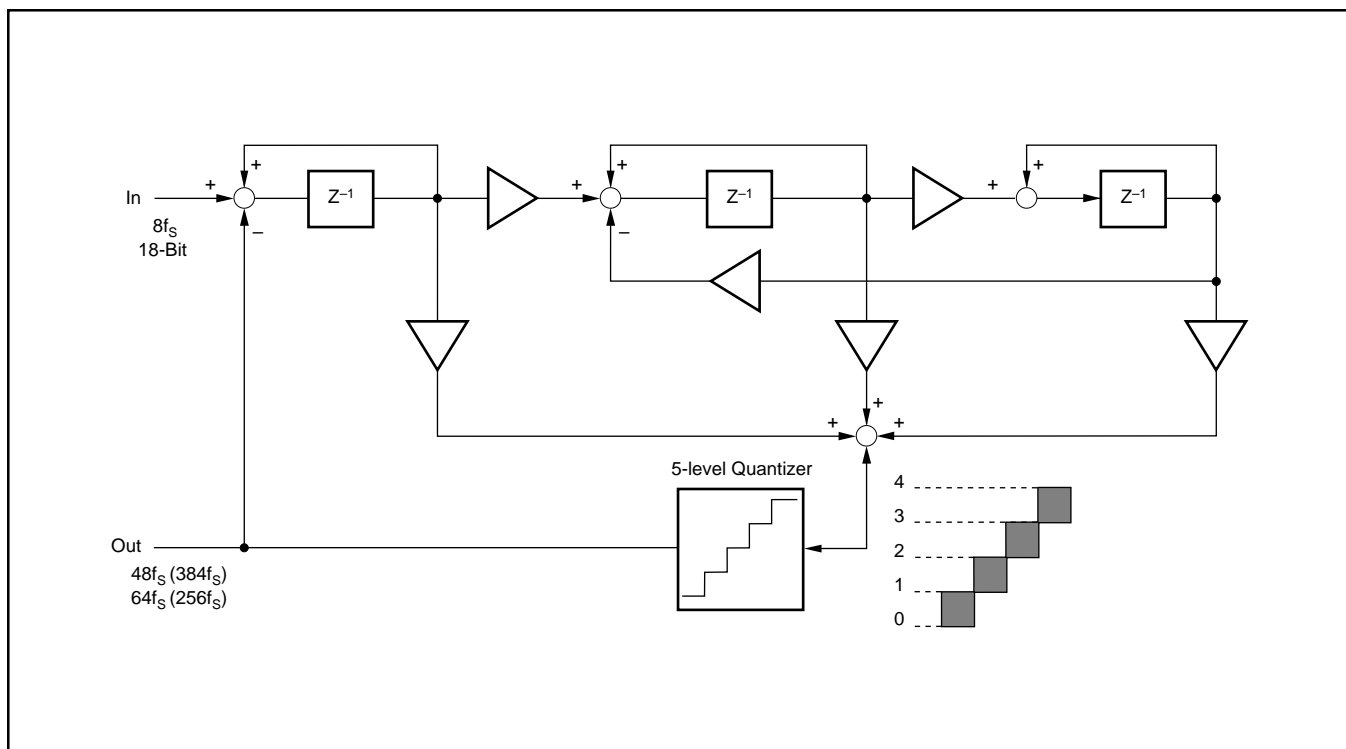 +
+
+
+
In
+
Z–1
+
Z–1
+
Z–1
8fS
–
–
18-Bit
+
+
+
5-level Quantizer
4
3
Out
2
48fS (384fS)
1
64fS (256fS)
0